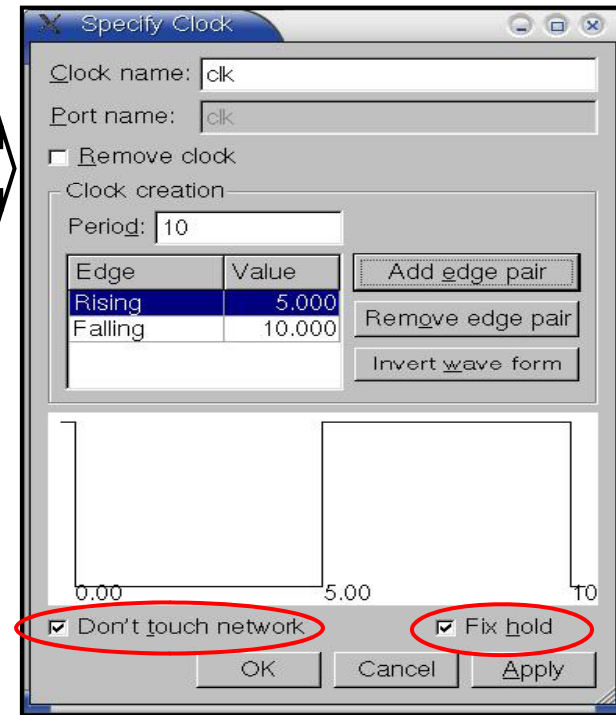 Specify Clock
Clock name: clk
Port name: clk
Remove clock
Clock creation
Period: 10
Edge Value Add edge pair
Rising 5.000
Falling 10.000 Remove edge pair
Invert wave form
0.00 5.00 10
Don't touch network Fix hold
OK Cancel Apply